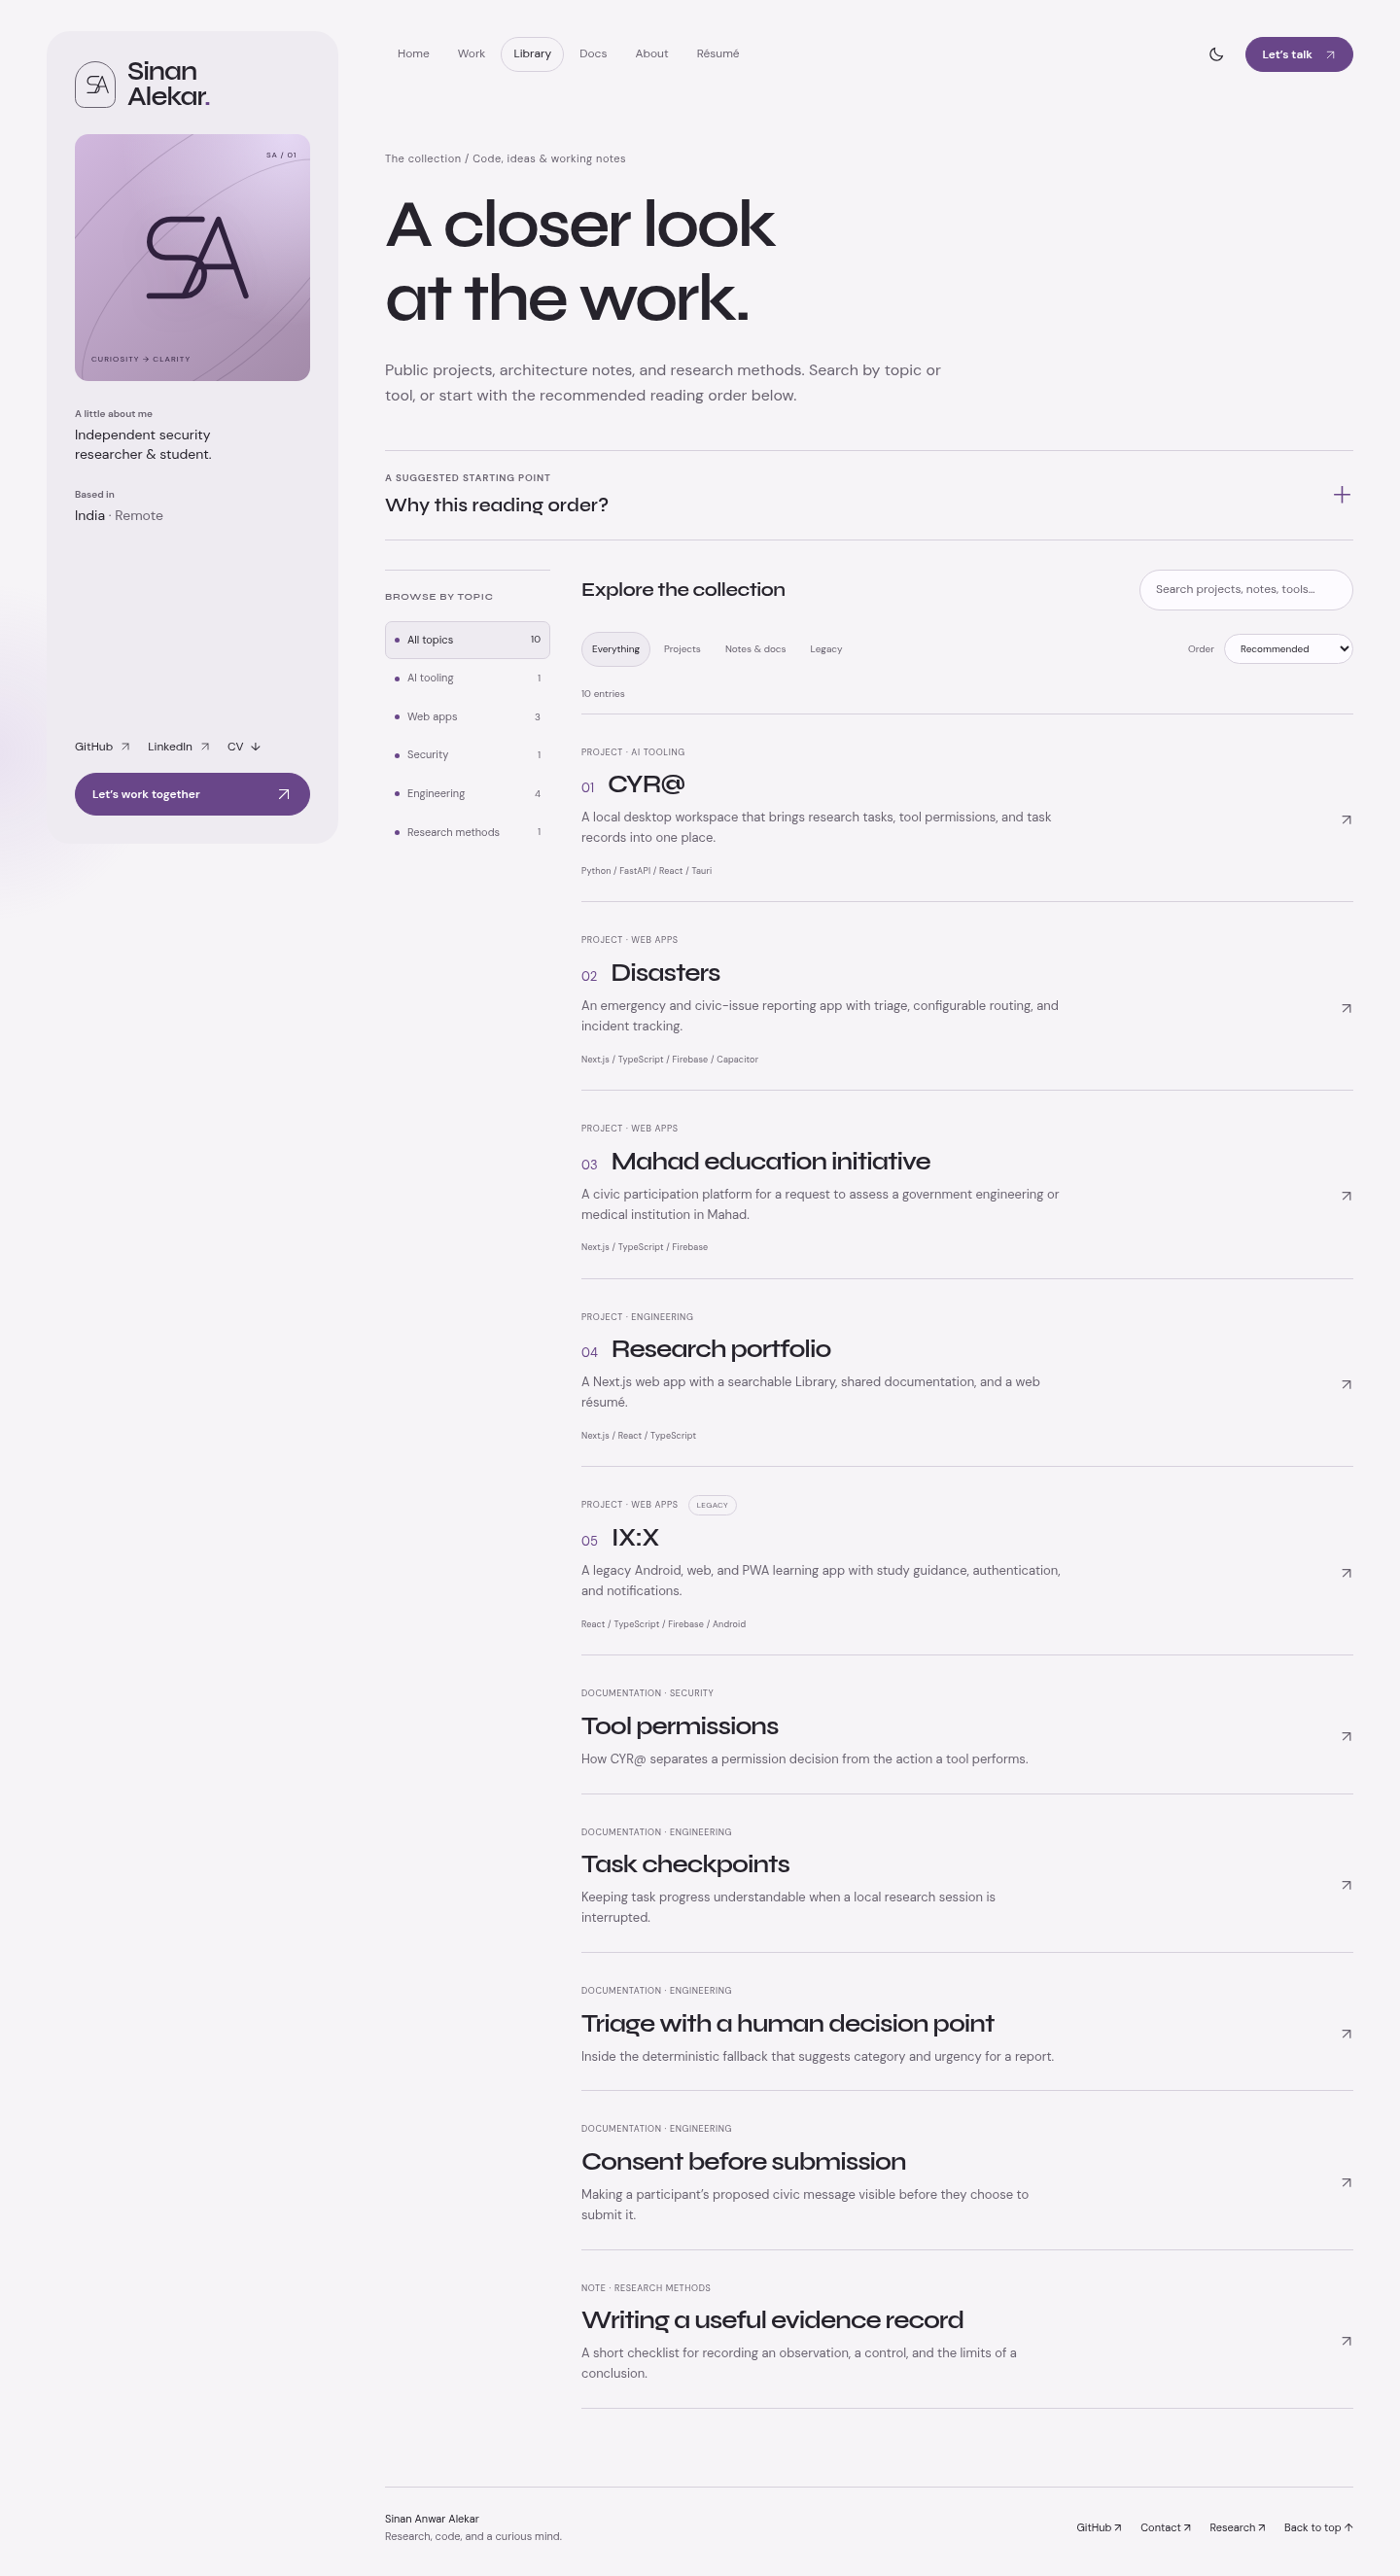 SA
Sinan
Alekar.
SA / 01
SA
CURIOSITY → CLARITY
A little about me
Independent security
researcher & student.
Based in
India · Remote
GitHub ↗ LinkedIn ↗ CV ↓
Let's work together ↗
Home Work Library Docs About Résumé
Let's talk ↗
The collection / Code, ideas & working notes
A closer look
at the work.
Public projects, architecture notes, and research methods. Search by topic or
tool, or start with the recommended reading order below.
A SUGGESTED STARTING POINT
Why this reading order?
BROWSE BY TOPIC
All topics 10
AI tooling 1
Web apps 3
Security 1
Engineering 4
Research methods 1
Explore the collection
Search projects, notes, tools...
Everything Projects Notes & docs Legacy
Order Recommended
10 entries
PROJECT · AI TOOLING
01 CYR@
A local desktop workspace that brings research tasks, tool permissions, and task
records into one place.
Python / FastAPI / React / Tauri
PROJECT · WEB APPS
02 Disasters
An emergency and civic-issue reporting app with triage, configurable routing, and
incident tracking.
Next.js / TypeScript / Firebase / Capacitor
PROJECT · WEB APPS
03 Mahad education initiative
A civic participation platform for a request to assess a government engineering or
medical institution in Mahad.
Next.js / TypeScript / Firebase
PROJECT · ENGINEERING
04 Research portfolio
A Next.js web app with a searchable Library, shared documentation, and a web
résumé.
Next.js / React / TypeScript
PROJECT · WEB APPS LEGACY
05 IX:X
A legacy Android, web, and PWA learning app with study guidance, authentication,
and notifications.
React / TypeScript / Firebase / Android
DOCUMENTATION · SECURITY
Tool permissions
How CYR@ separates a permission decision from the action a tool performs.
DOCUMENTATION · ENGINEERING
Task checkpoints
Keeping task progress understandable when a local research session is
interrupted.
DOCUMENTATION · ENGINEERING
Triage with a human decision point
Inside the deterministic fallback that suggests category and urgency for a report.
DOCUMENTATION · ENGINEERING
Consent before submission
Making a participant's proposed civic message visible before they choose to
submit it.
NOTE · RESEARCH METHODS
Writing a useful evidence record
A short checklist for recording an observation, a control, and the limits of a
conclusion.
Sinan Anwar Alekar
Research, code, and a curious mind.
GitHub ↗ Contact ↗ Research ↗ Back to top ↑